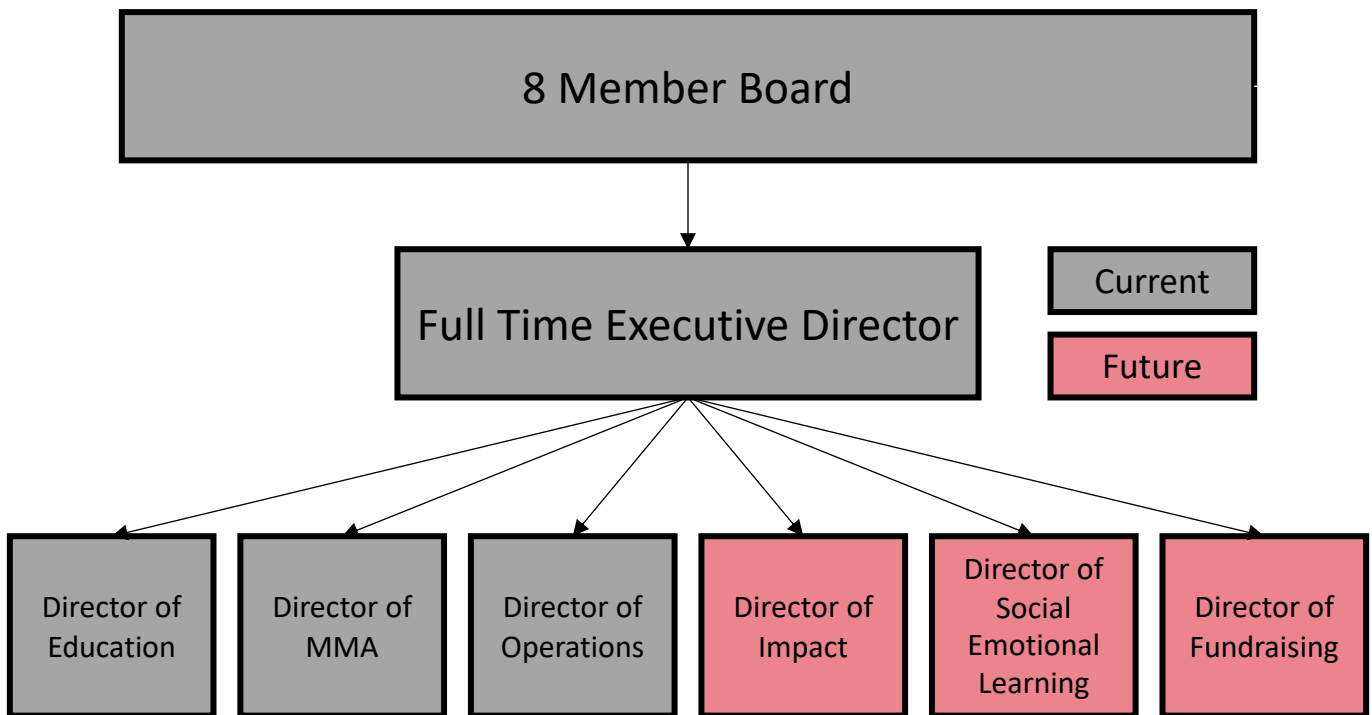 8 Member Board
Full Time Executive Director
Current
Future
Director of
Education
Director of
MMA
Director of
Operations
Director of
Impact
Director of
Social
Emotional
Learning
Director of
Fundraising